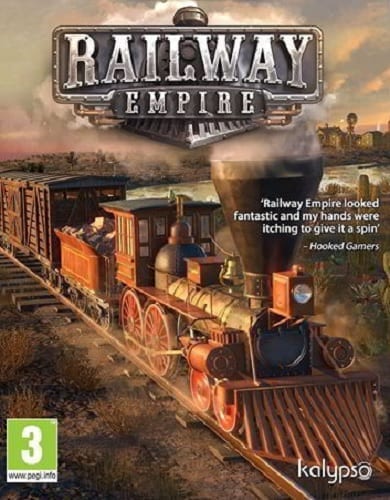 RAILWAY
EMPIRE
'Railway Empire looked
fantastic and my hands were
itching to give it a spin'
- Hooked Gamers
3
www.pegi.info
kalypso